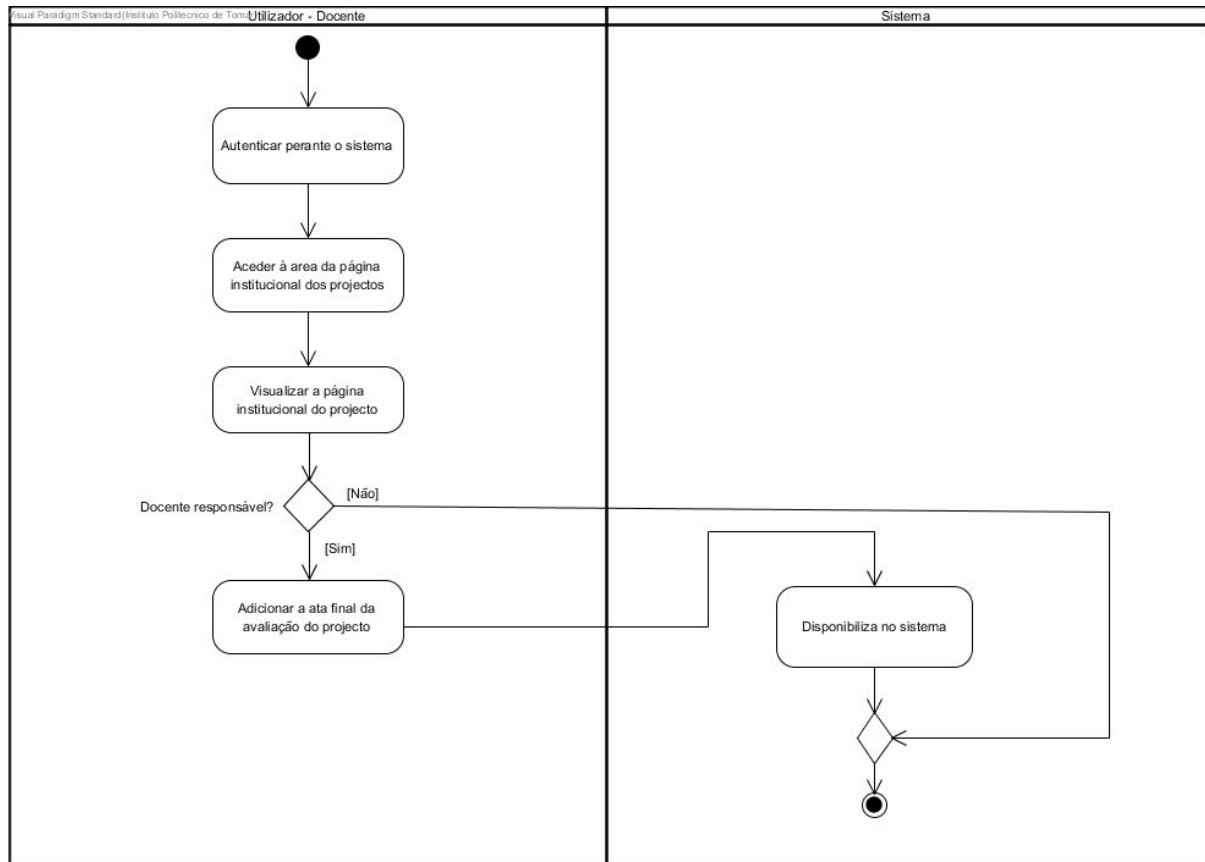 Visual Paradigm Standard(Instituto Politecnico de Tomar
Utilizador - Docente
Sistema
Autenticar perante o sistema
Aceder à area da página
institucional dos projectos
Visualizar a página
institucional do projecto
Docente responsável?
[Não]
[Sim]
Adicionar a ata final da
avaliação do projecto
Disponibiliza no sistema